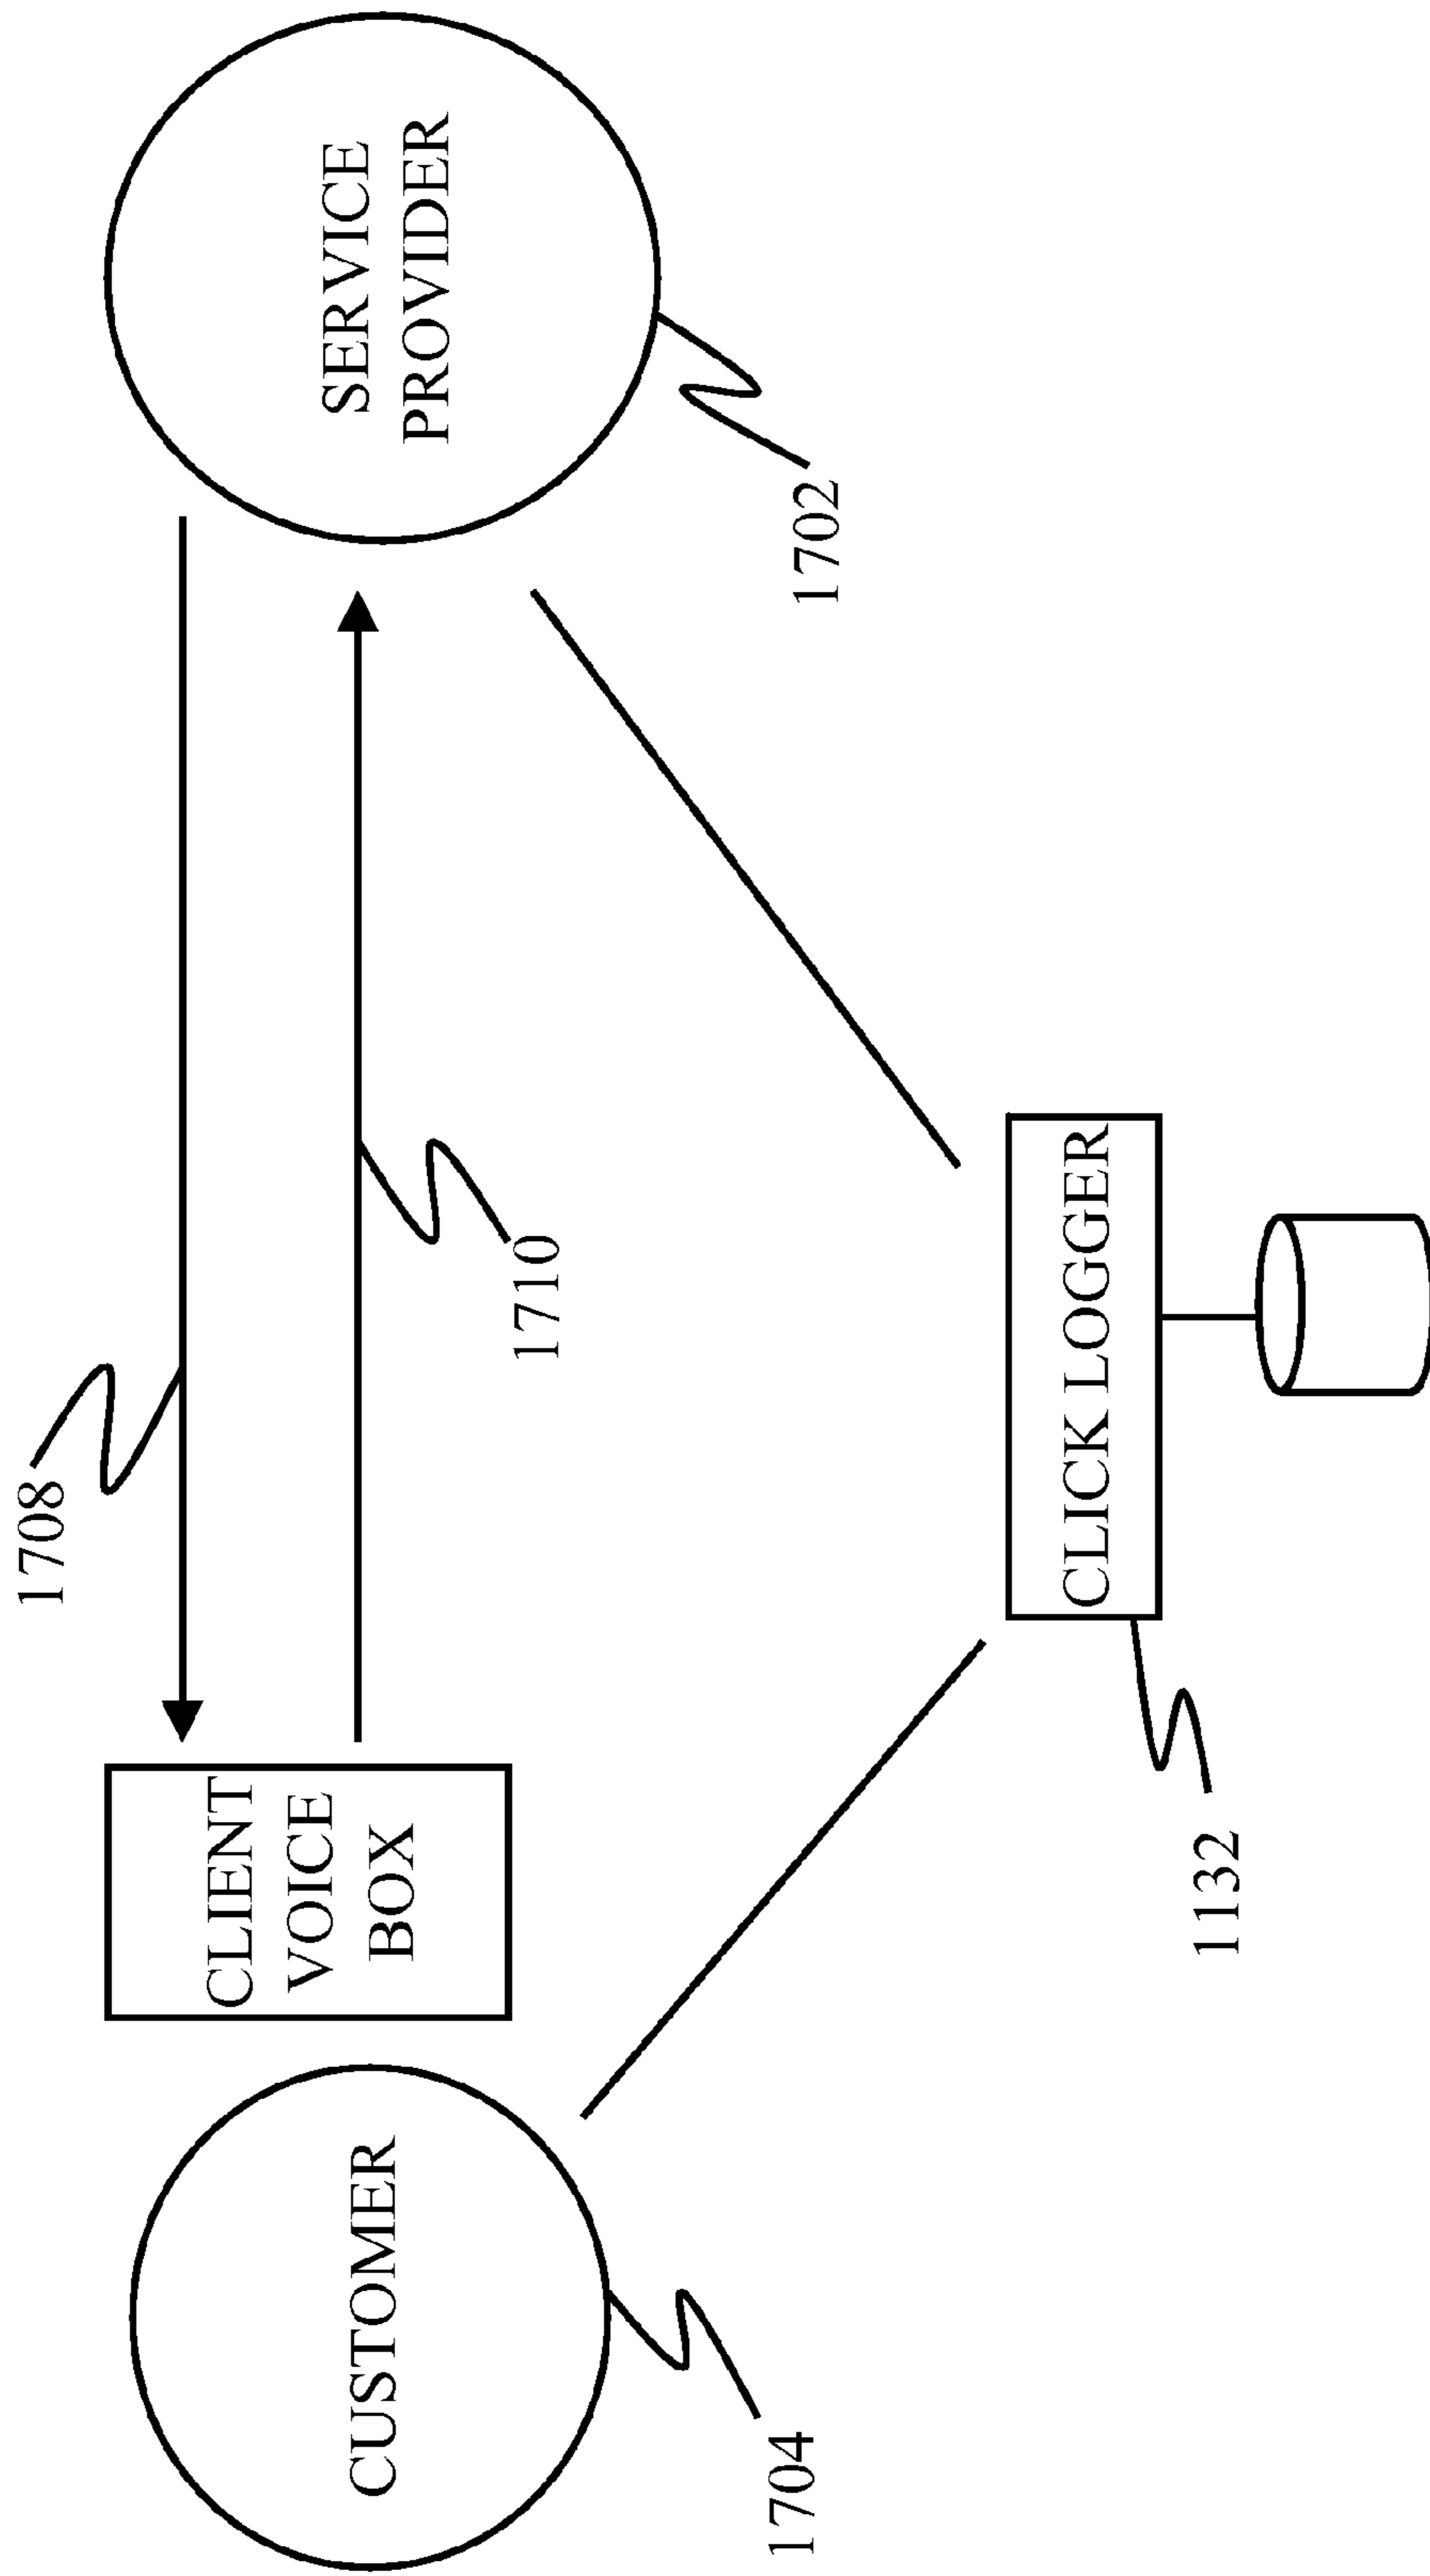 1708
CUSTOMER
CLIENT
VOICE
BOX
SERVICE
PROVIDER
1710
1704
1702
CLICK LOGGER
1132